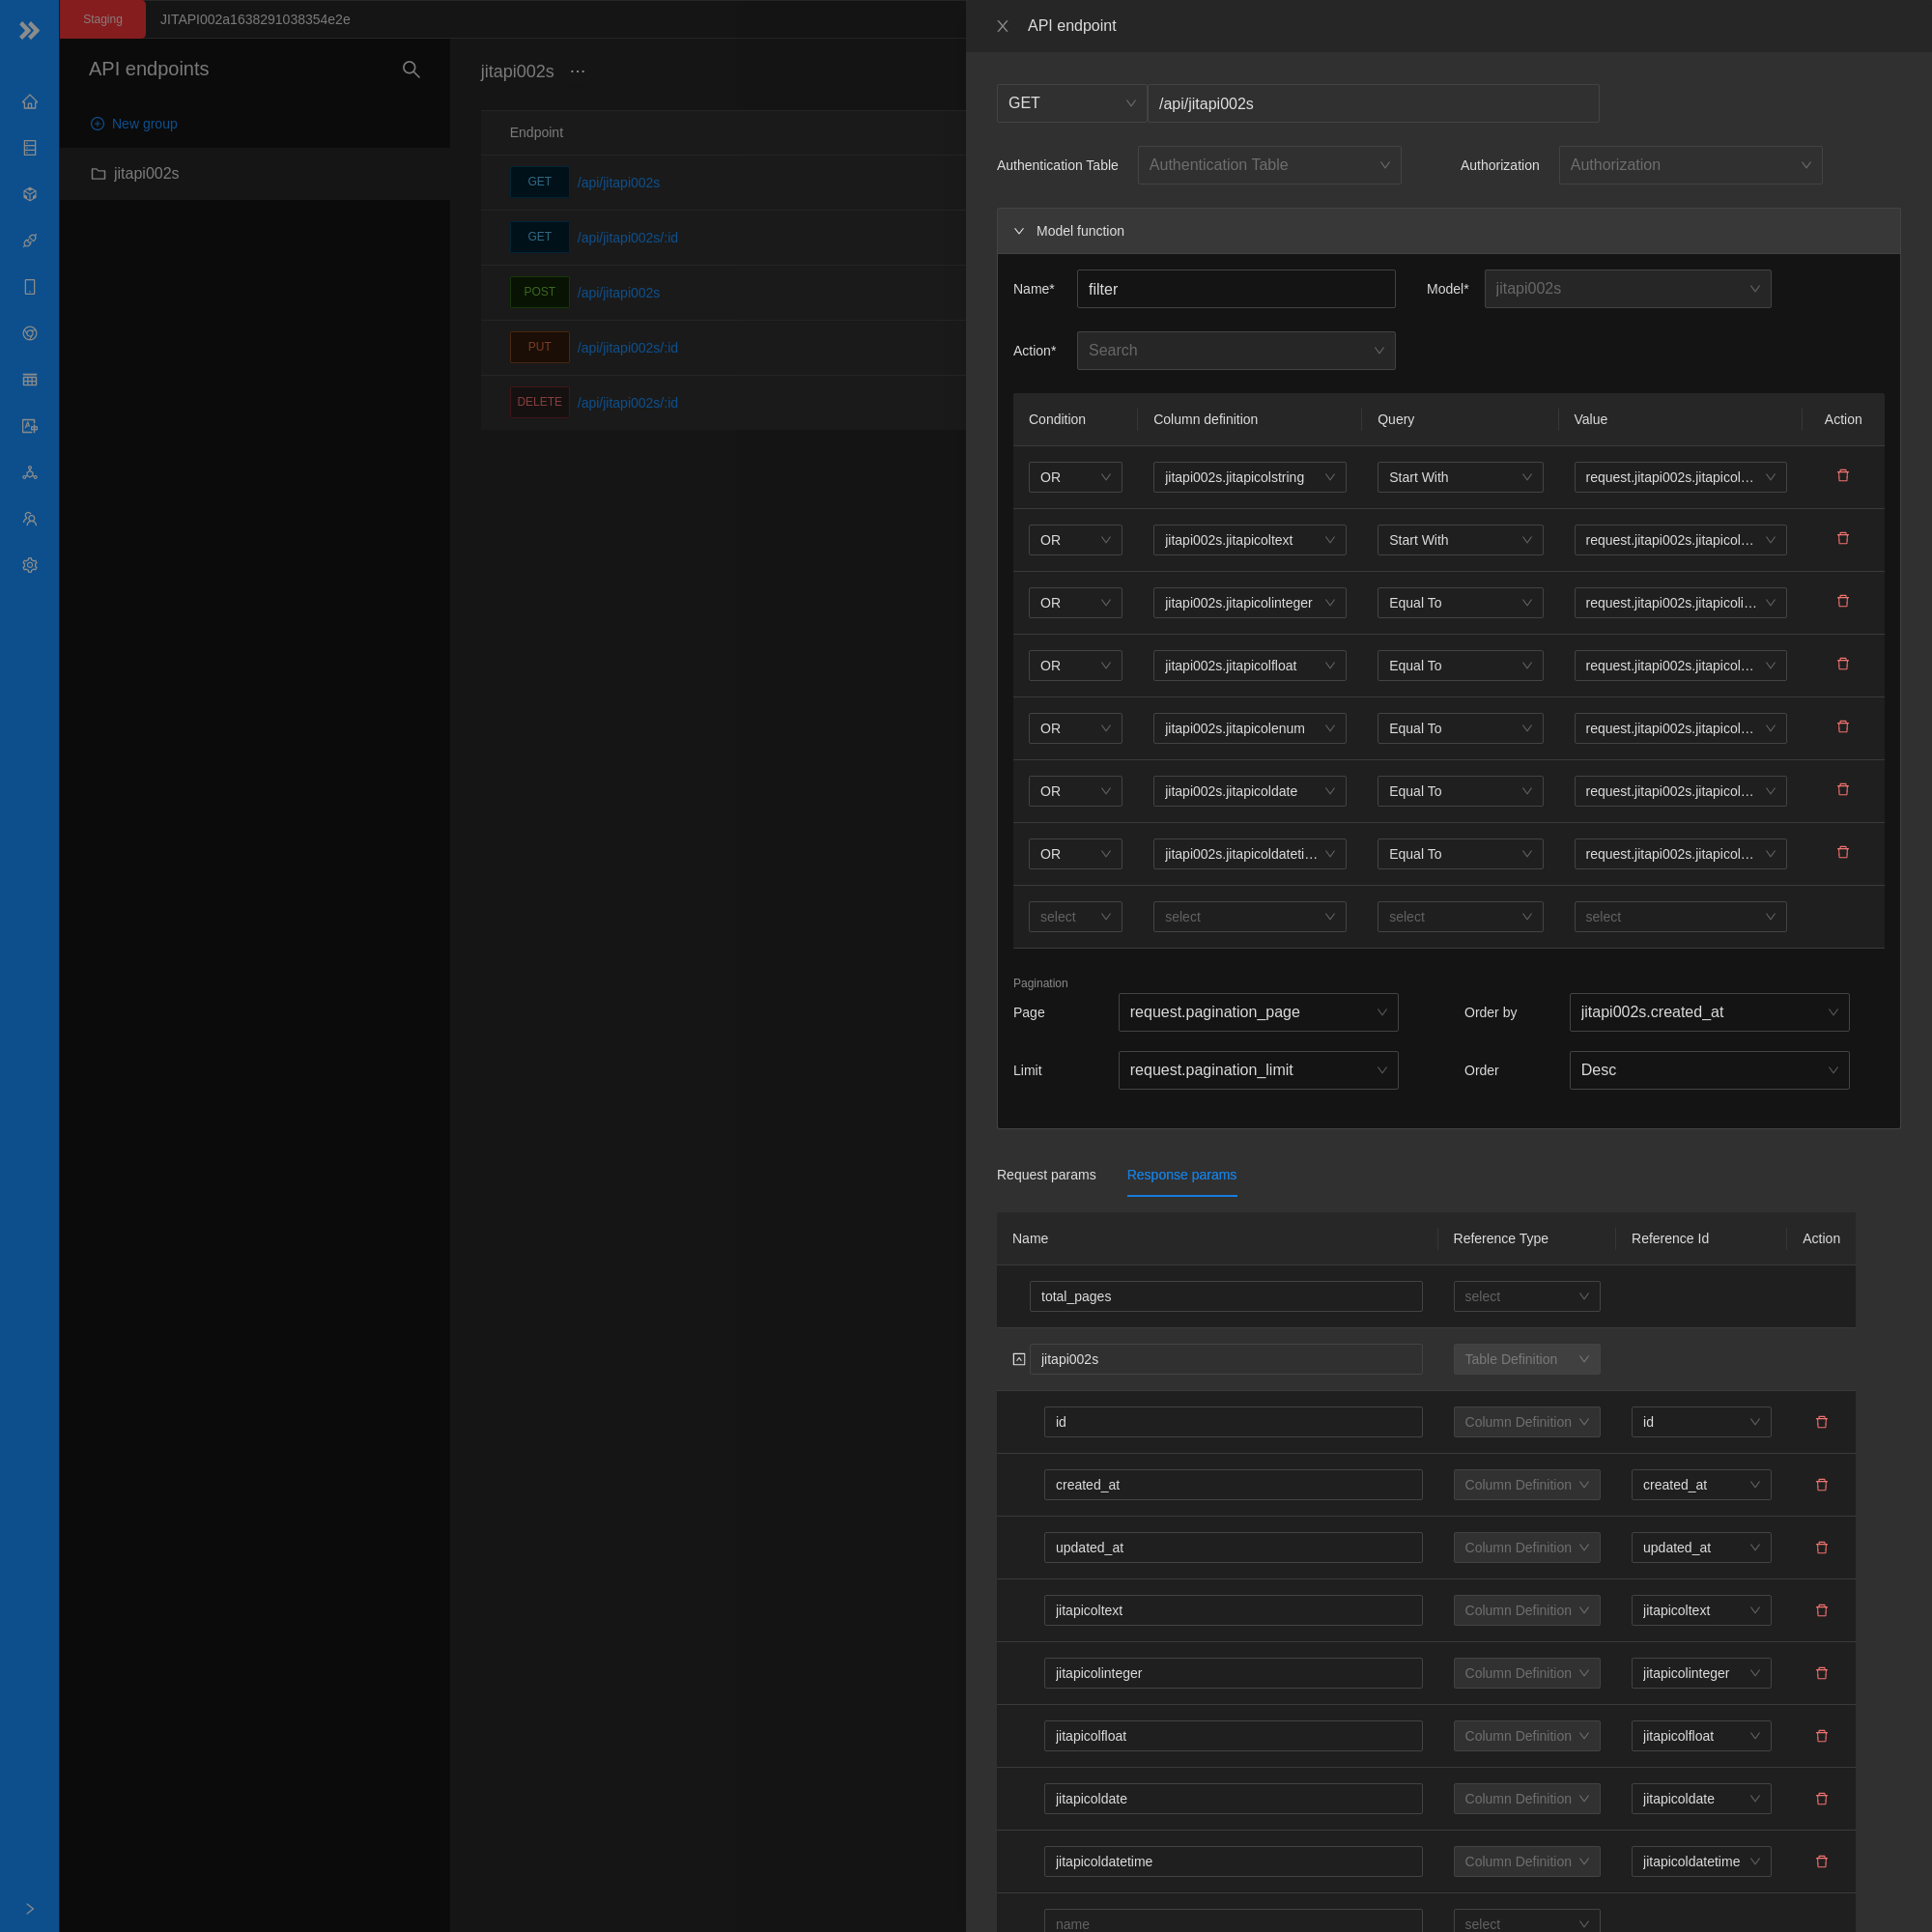 Staging
JITAPI002a1638291038354e2e
API endpoints
New group
jitapi002s
jitapi002s ...
Endpoint
GET /api/jitapi002s
GET /api/jitapi002s/:id
POST /api/jitapi002s
PUT /api/jitapi002s/:id
DELETE /api/jitapi002s/:id
API endpoint
GET /api/jitapi002s
Authentication Table Authentication Table Authorization Authorization
Model function
Name* filter Model* jitapi002s
Action* Search
Condition Column definition Query Value Action
OR jitapi002s.jitapicolstring Start With request.jitapi002s.jitapicol...
OR jitapi002s.jitapicoltext Start With request.jitapi002s.jitapicol...
OR jitapi002s.jitapicolinteger Equal To request.jitapi002s.jitapicoli...
OR jitapi002s.jitapicolfloat Equal To request.jitapi002s.jitapicol...
OR jitapi002s.jitapicolenum Equal To request.jitapi002s.jitapicol...
OR jitapi002s.jitapicoldate Equal To request.jitapi002s.jitapicol...
OR jitapi002s.jitapicoldateti... Equal To request.jitapi002s.jitapicol...
select select select select
Pagination
Page request.pagination_page Order by jitapi002s.created_at
Limit request.pagination_limit Order Desc
Request params Response params
Name Reference Type Reference Id Action
total_pages select
jitapi002s Table Definition
id Column Definition id
created_at Column Definition created_at
updated_at Column Definition updated_at
jitapicoltext Column Definition jitapicoltext
jitapicolinteger Column Definition jitapicolinteger
jitapicolfloat Column Definition jitapicolfloat
jitapicoldate Column Definition jitapicoldate
jitapicoldatetime Column Definition jitapicoldatetime
name select